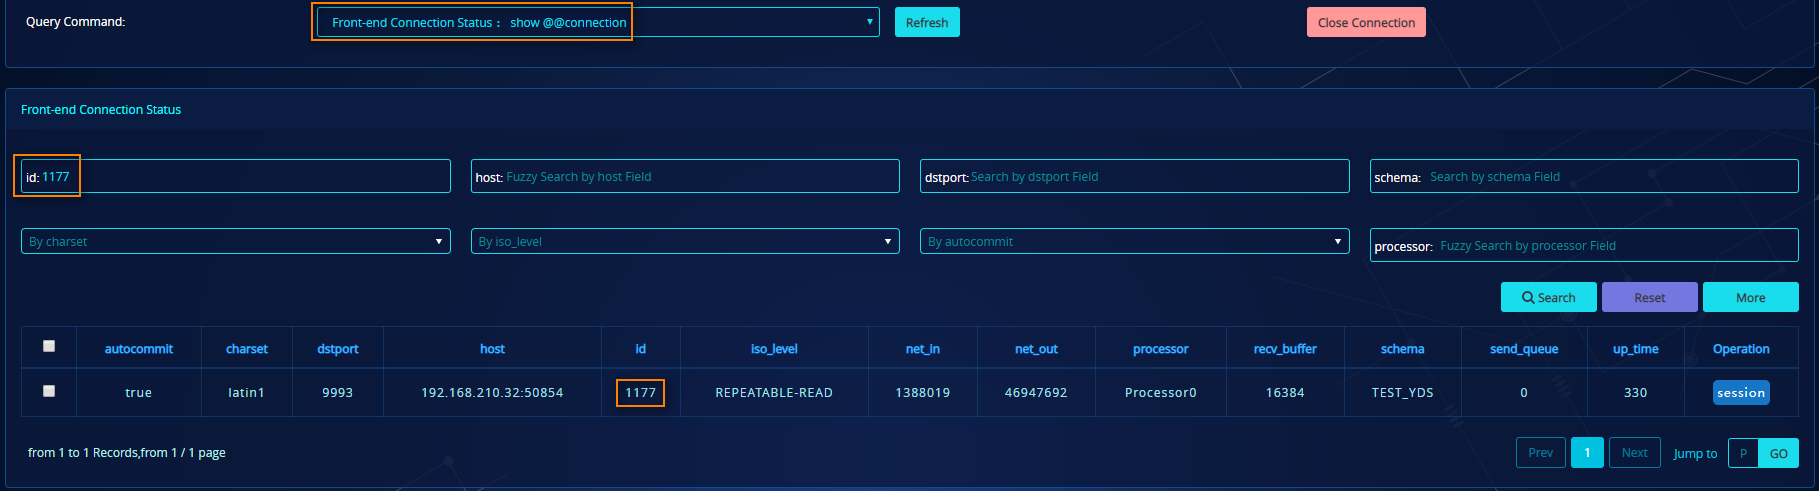 Query Command: Front-end Connection Status： show @@connection Refresh Close Connection
Front-end Connection Status
id: 1177 host: Fuzzy Search by host Field dstport: Search by dstport Field schema: Search by schema Field
By charset By iso_level By autocommit processor: Fuzzy Search by processor Field
Search Reset More
autocommit charset dstport host id iso_level net_in net_out processor recv_buffer schema send_queue up_time Operation
true latin1 9993 192.168.210.32:50854 1177 REPEATABLE-READ 1388019 46947692 Processor0 16384 TEST_YDS 0 330 session
from 1 to 1 Records,from 1 / 1 page Prev 1 Next Jump to P GO